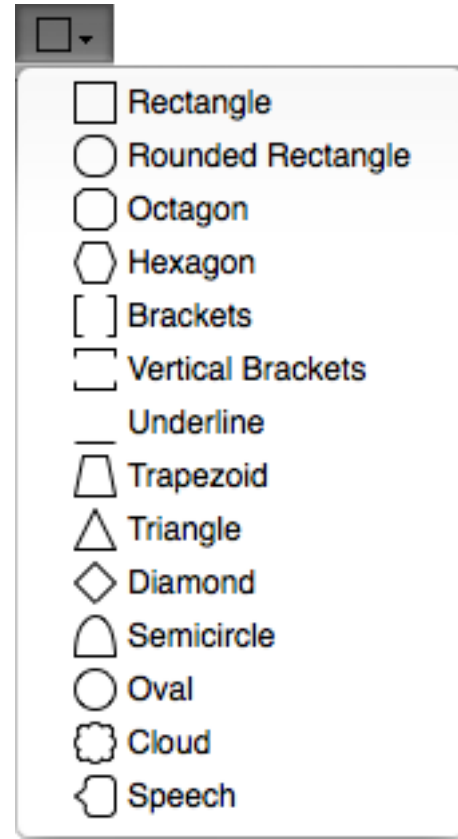 Rectangle
Rounded Rectangle
Octagon
Hexagon
Brackets
Vertical Brackets
Underline
Trapezoid
Triangle
Diamond
Semicircle
Oval
Cloud
Speech